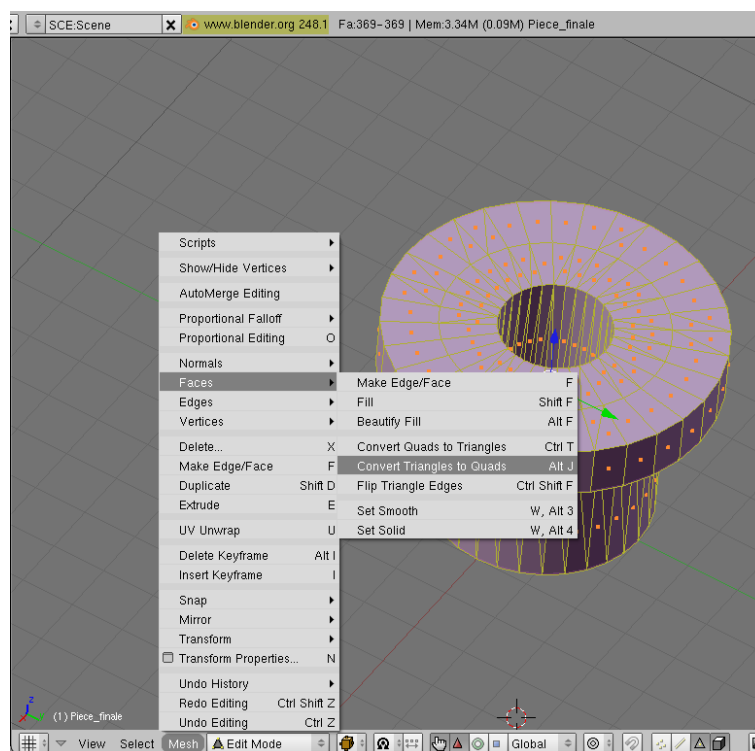 SCE:Scene www.blender.org 248.1 Fa:369-369 | Mem:3.34M (0.09M) Piece_finale
Scripts
Show/Hide Vertices
AutoMerge Editing
Proportional Falloff
Proportional Editing O
Normals
Faces
Edges
Vertices
Delete... X
Make Edge/Face F
Duplicate Shift D
Extrude E
UV Unwrap U
Delete Keyframe Alt I
Insert Keyframe I
Snap
Mirror
Transform
Transform Properties... N
Undo History
Redo Editing Ctrl Shift Z
Undo Editing Ctrl Z
Make Edge/Face F
Fill Shift F
Beautify Fill Alt F
Convert Quads to Triangles Ctrl T
Convert Triangles to Quads Alt J
Flip Triangle Edges Ctrl Shift F
Set Smooth W, Alt 3
Set Solid W, Alt 4
z
x
(1) Piece_finale
View Select Mesh Edit Mode Global